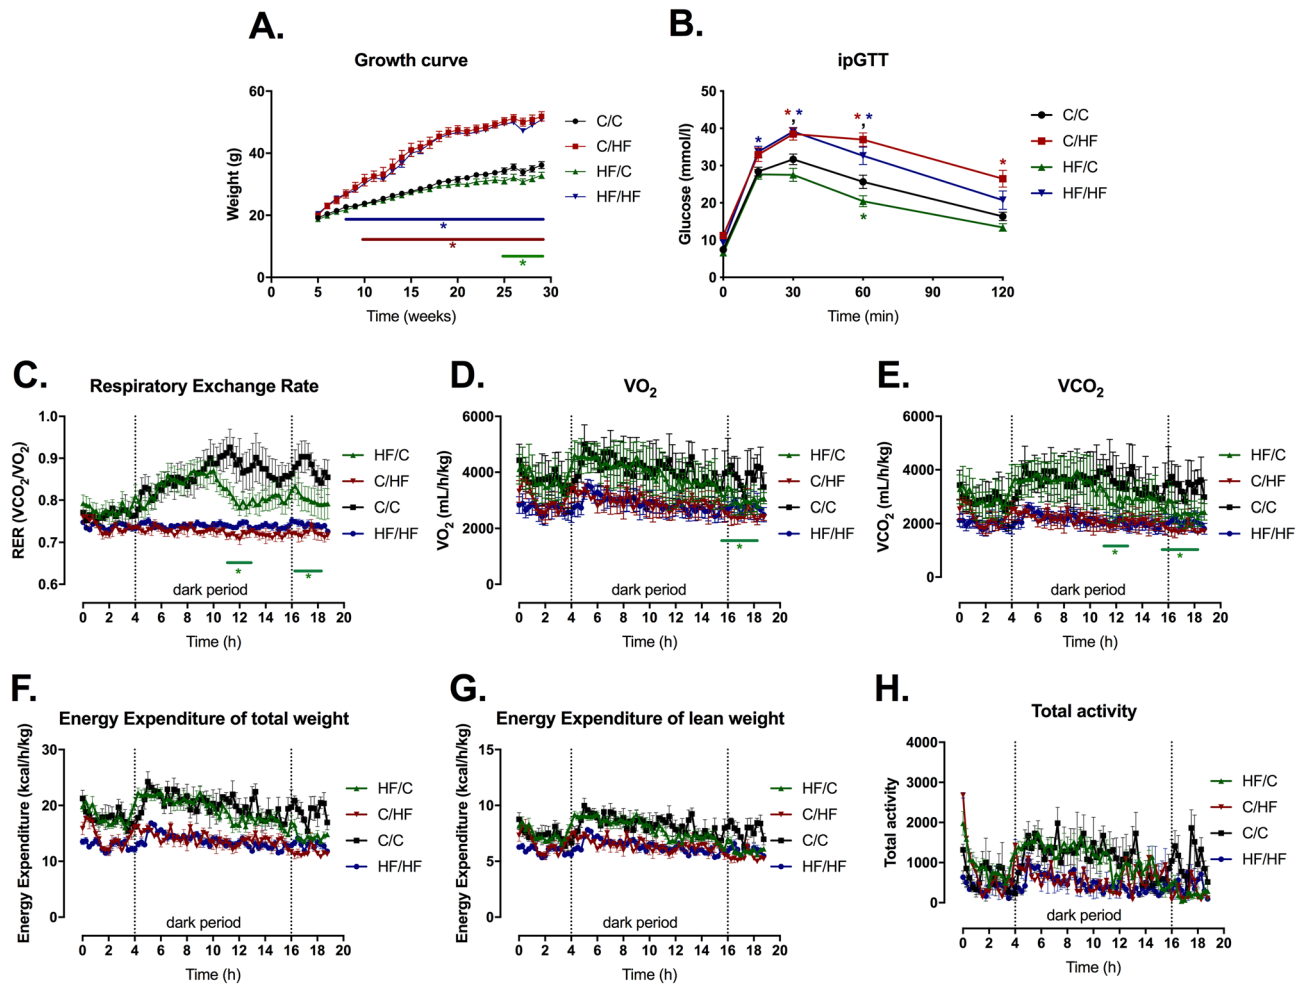 A.
Growth curve
Weight (g)
60
40
20
0
0 5 10 15 20 25 30
Time (weeks)
C/C
C/HF
HF/C
HF/HF
*
*
*
B.
ipGTT
Glucose (mmol/l)
50
40
30
20
10
0
0 30 60 90 120
Time (min)
C/C
C/HF
HF/C
HF/HF
*
*,*
*,*
*
*
C.
Respiratory Exchange Rate
RER (VCO2/VO2)
1.0
0.9
0.8
0.7
0.6
dark period
0 2 4 6 8 10 12 14 16 18 20
Time (h)
HF/C
C/HF
C/C
HF/HF
*
*
D.
VO2
VO2 (mL/h/kg)
6000
4000
2000
0
dark period
0 2 4 6 8 10 12 14 16 18 20
Time (h)
HF/C
C/HF
C/C
HF/HF
*
E.
VCO2
VCO2 (mL/h/kg)
6000
4000
2000
0
dark period
0 2 4 6 8 10 12 14 16 18 20
Time (h)
HF/C
C/HF
C/C
HF/HF
*
*
F.
Energy Expenditure of total weight
Energy Expenditure (kcal/h/kg)
30
20
10
0
dark period
0 2 4 6 8 10 12 14 16 18 20
Time (h)
HF/C
C/HF
C/C
HF/HF
G.
Energy Expenditure of lean weight
Energy Expenditure (kcal/h/kg)
15
10
5
0
dark period
0 2 4 6 8 10 12 14 16 18 20
Time (h)
HF/C
C/HF
C/C
HF/HF
H.
Total activity
Total activity
4000
3000
2000
1000
0
dark period
0 2 4 6 8 10 12 14 16 18 20
Time (h)
HF/C
C/HF
C/C
HF/HF